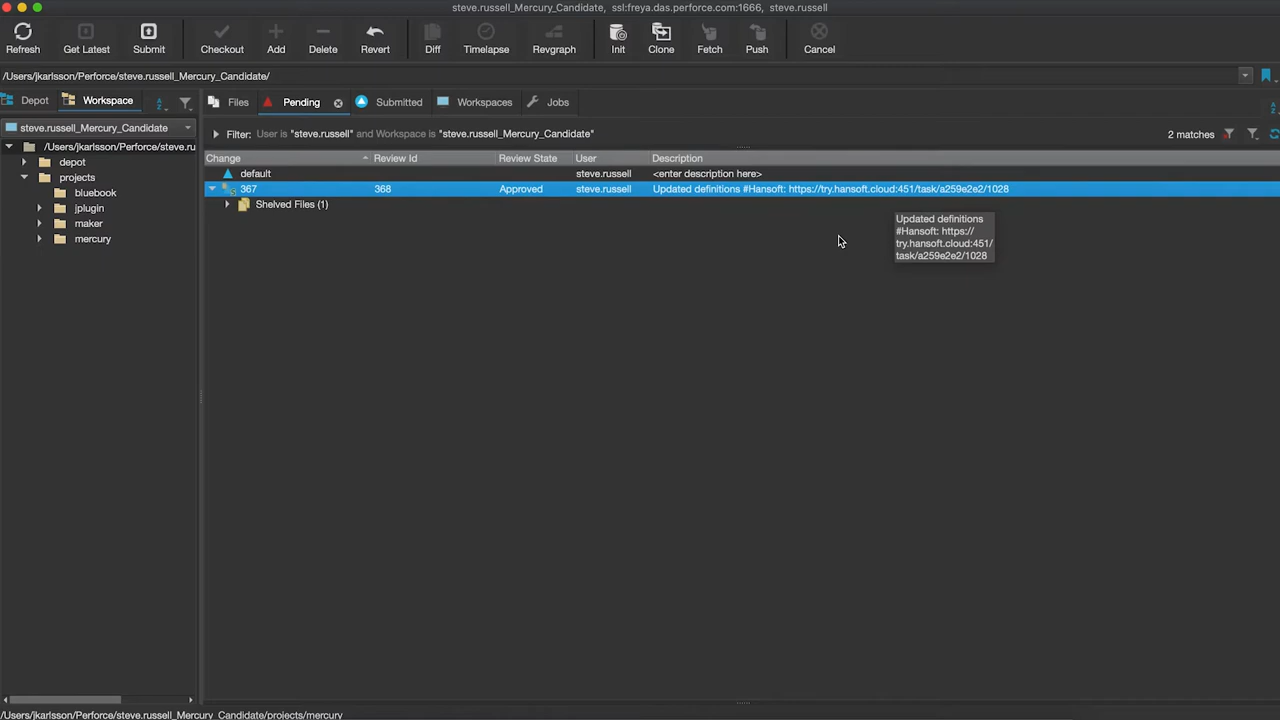 steve.russell_Mercury_Candidate, ssl:freya.das.perforce.com:1666, steve.russell
Refresh Get Latest Submit Checkout Add Delete Revert Diff Timelapse Revgraph Init Clone Fetch Push Cancel
/Users/jkarlsson/Perforce/steve.russell_Mercury_Candidate/
Depot Workspace Files Pending Submitted Workspaces Jobs
steve.russell_Mercury_Candidate
Filter: User is "steve.russell" and Workspace is "steve.russell_Mercury_Candidate" 2 matches
/Users/jkarlsson/Perforce/steve.ru
depot
projects
bluebook
jplugin
maker
mercury
Change Review Id Review State User Description
default steve.russell <enter description here>
367 368 Approved steve.russell Updated definitions #Hansoft: https://try.hansoft.cloud:451/task/a259e2e2/1028
Shelved Files (1)
Updated definitions
#Hansoft: https://
try.hansoft.cloud:451/
task/a259e2e2/1028
/Users/jkarlsson/Perforce/steve.russell_Mercury_Candidate/projects/mercury